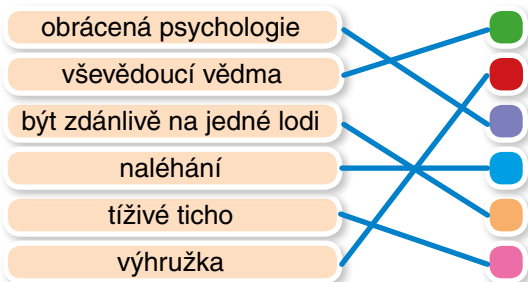 obrácená psychologie
vševědoucí vědma
být zdánlivě na jedné lodi
naléhání
tíživé ticho
výhružka